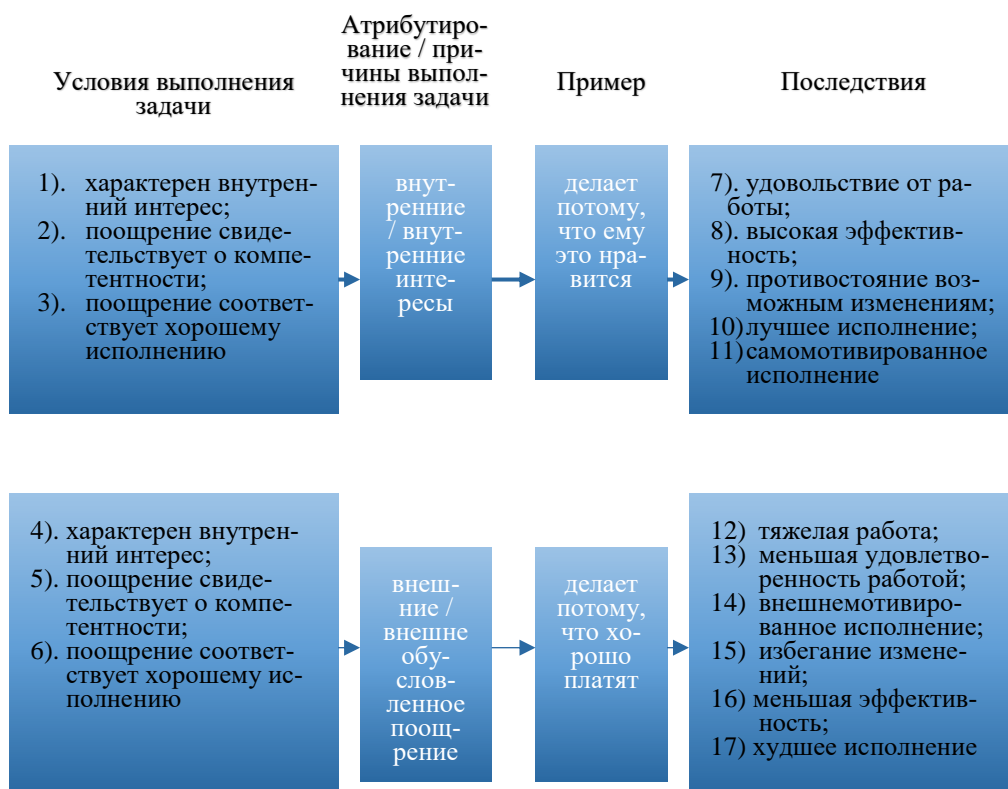 Условия выполнения
задачи
Атрибутиро-
вание / при-
чины выпол-
нения задачи
Пример
Последствия
1). характерен внутрен-
ний интерес;
2). поощрение свиде-
тельствует о компе-
тентности;
3). поощрение соответ-
ствует хорошему
исполнению
внут-
ренние
/ внут-
ренние
инте-
ресы
делает
потому,
что ему
это нра-
вится
7). удовольствие от ра-
боты;
8). высокая эффектив-
ность;
9). противостояние воз-
можным изменениям;
10)лучшее исполнение;
11)самомотивированное
исполнение
4). характерен внутрен-
ний интерес;
5). поощрение свиде-
тельствует о компе-
тентности;
6). поощрение соответ-
ствует хорошему ис-
полнению
внеш-
ние /
внешне
обу-
слов-
ленное
поощ-
рение
делает
потому,
что хо-
рошо
платят
12) тяжелая работа;
13) меньшая удовлетво-
ренность работой;
14) внешнемотивиро-
ванное исполнение;
15) избегание измене-
ний;
16) меньшая эффектив-
ность;
17) худшее исполнение